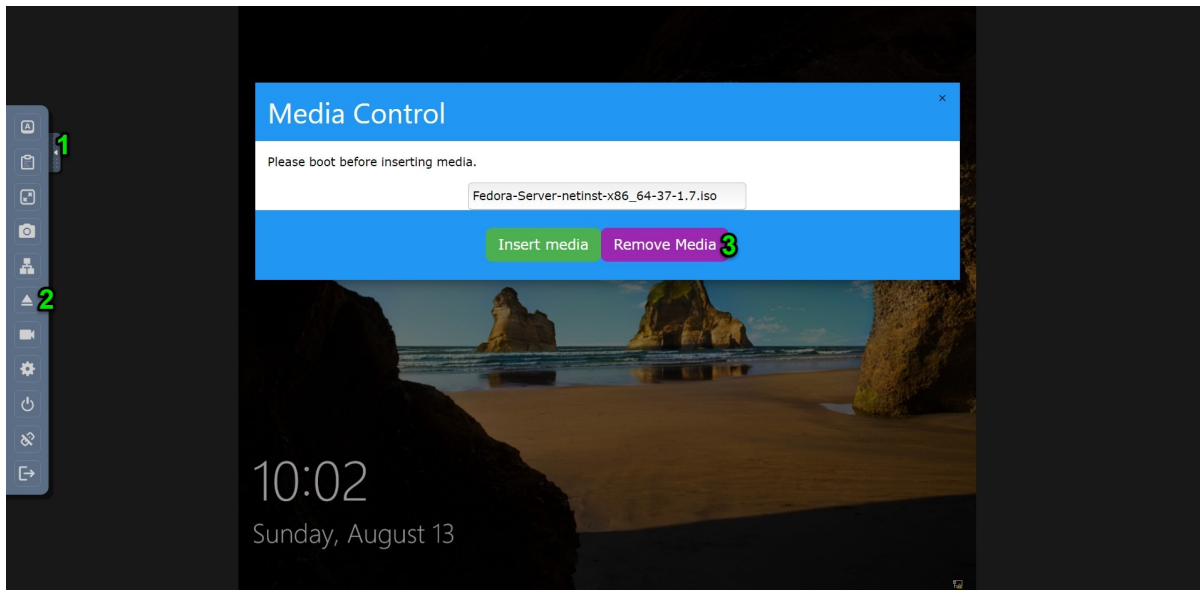 Media Control
×
Please boot before inserting media.
Fedora-Server-netinst-x86_64-37-1.7.iso
Insert media
Remove Media
3
A
1
2
10:02
Sunday, August 13